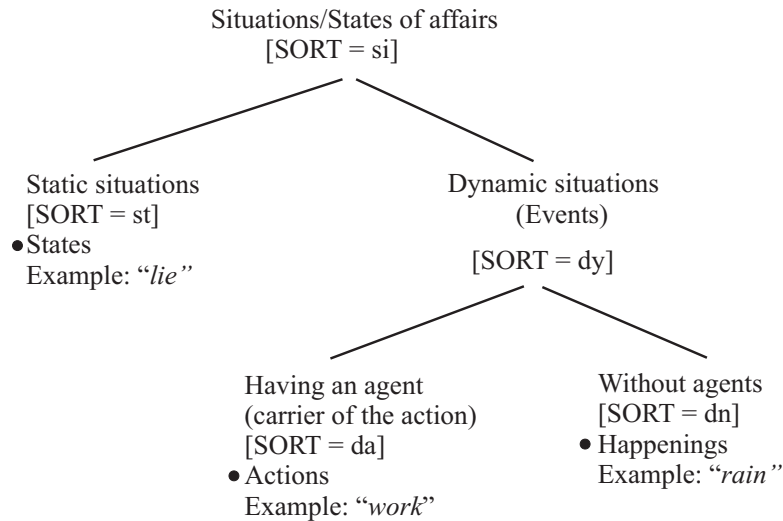 Situations/States of affairs
[SORT = si]
Static situations
[SORT = st]
•States
Example: “lie”
Dynamic situations
(Events)
[SORT = dy]
Having an agent
(carrier of the action)
[SORT = da]
• Actions
Example: “work”
Without agents
[SORT = dn]
• Happenings
Example: “rain”